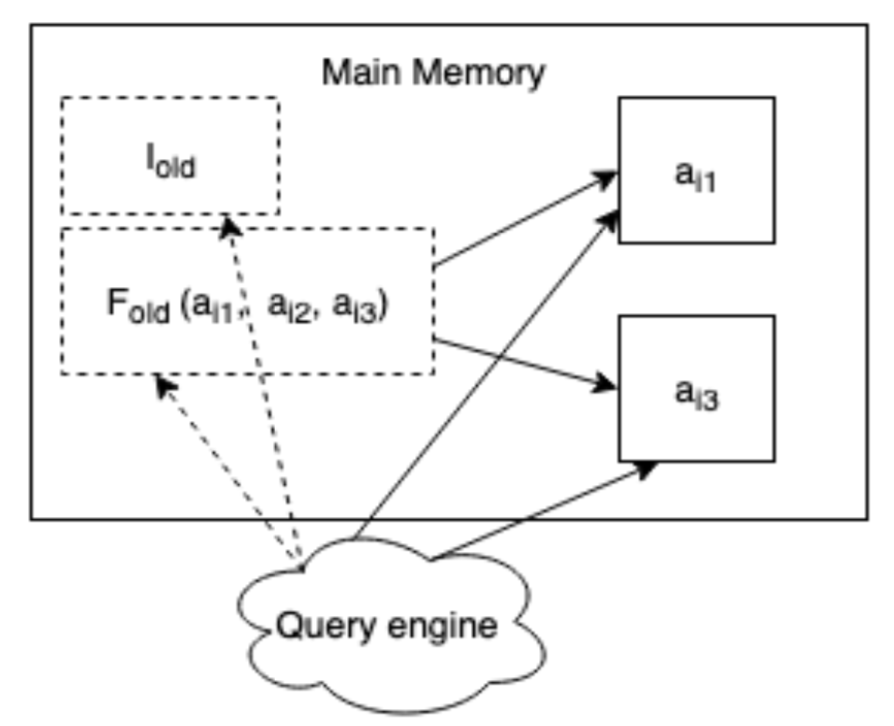 Main Memory
I_old
a_i1
F_old (a_i1, a_i2, a_i3)
a_i3
Query engine